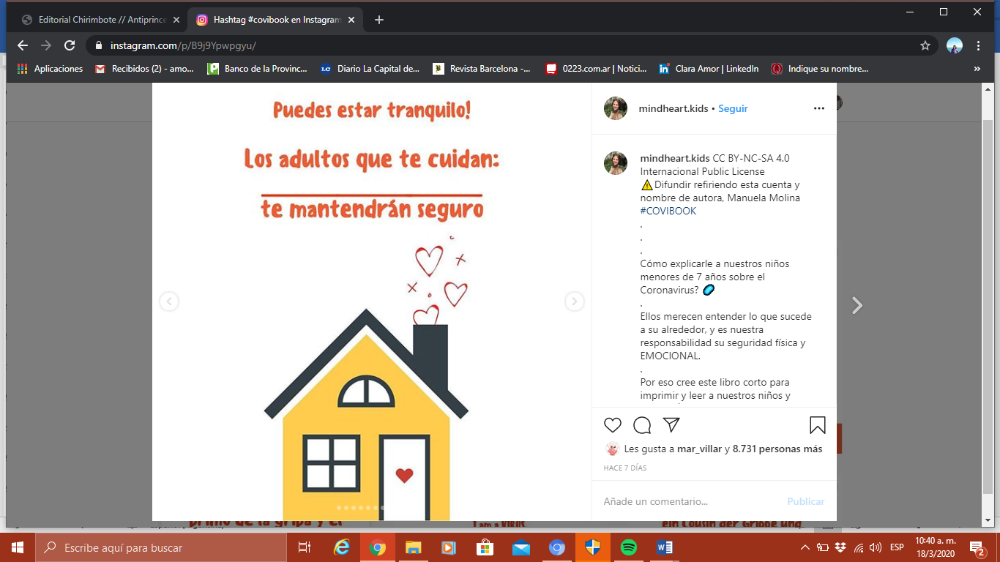 Editorial Chirimbote // Antiprince
Hashtag #covibook en Instagram
instagram.com/p/B9j9Ypwpgyu/
Aplicaciones
Recibidos (2) - amo...
Banco de la Provinc...
LC
Diario La Capital de...
Revista Barcelona -...
0223.com.ar | Notici...
Clara Amor | LinkedIn
Indique su nombre...
»
Puedes estar tranquilo!
Los adultos que te cuidan:
te mantendrán seguro
mindheart.kids • Seguir
mindheart.kids CC BY-NC-SA 4.0
Internacional Public License
⚠Difundir refiriendo esta cuenta y
nombre de autora, Manuela Molina
#COVIBOOK
.
.
.
Cómo explicarle a nuestros niños
menores de 7 años sobre el
Coronavirus?
.
Ellos merecen entender lo que sucede
a su alrededor, y es nuestra
responsabilidad su seguridad física y
EMOCIONAL.
.
Por eso cree este libro corto para
imprimir y leer a nuestros niños y
Les gusta a mar_villar y 8.731 personas más
HACE 7 DÍAS
Añade un comentario...
Publicar
primo de la gripa y el
I am a VIRUS,
ein Cousin der Grippe und
Escribe aquí para buscar
ESP
10:40 a. m.
18/3/2020
2